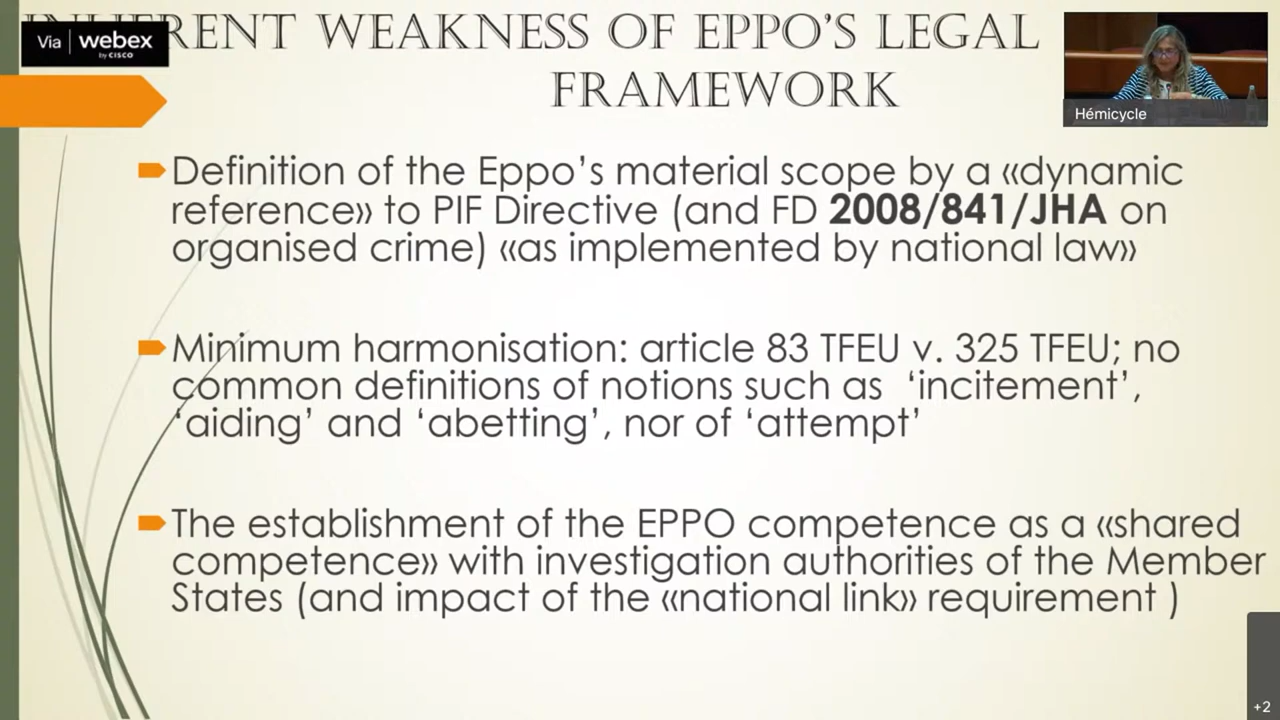 RENT WEAKNESS OF EPPO'S LEGAL
FRAMEWORK
Via webex
by CISCO
Hémicycle
Definition of the Eppo's material scope by a «dynamic
reference» to PIF Directive (and FD 2008/841/JHA on
organised crime) «as implemented by national law»
Minimum harmonisation: article 83 TFEU v. 325 TFEU; no
common definitions of notions such as ‘incitement’,
‘aiding’ and ‘abetting’, nor of ‘attempt’
The establishment of the EPPO competence as a «shared
competence» with investigation authorities of the Member
States (and impact of the «national link» requirement )
+2